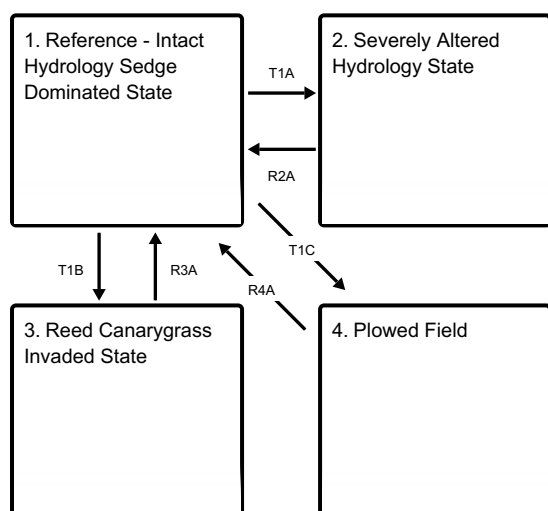 1. Reference - Intact
Hydrology Sedge
Dominated State
T1A
2. Severely Altered
Hydrology State
R2A
T1C
T1B
R3A
R4A
3. Reed Canarygrass
Invaded State
4. Plowed Field